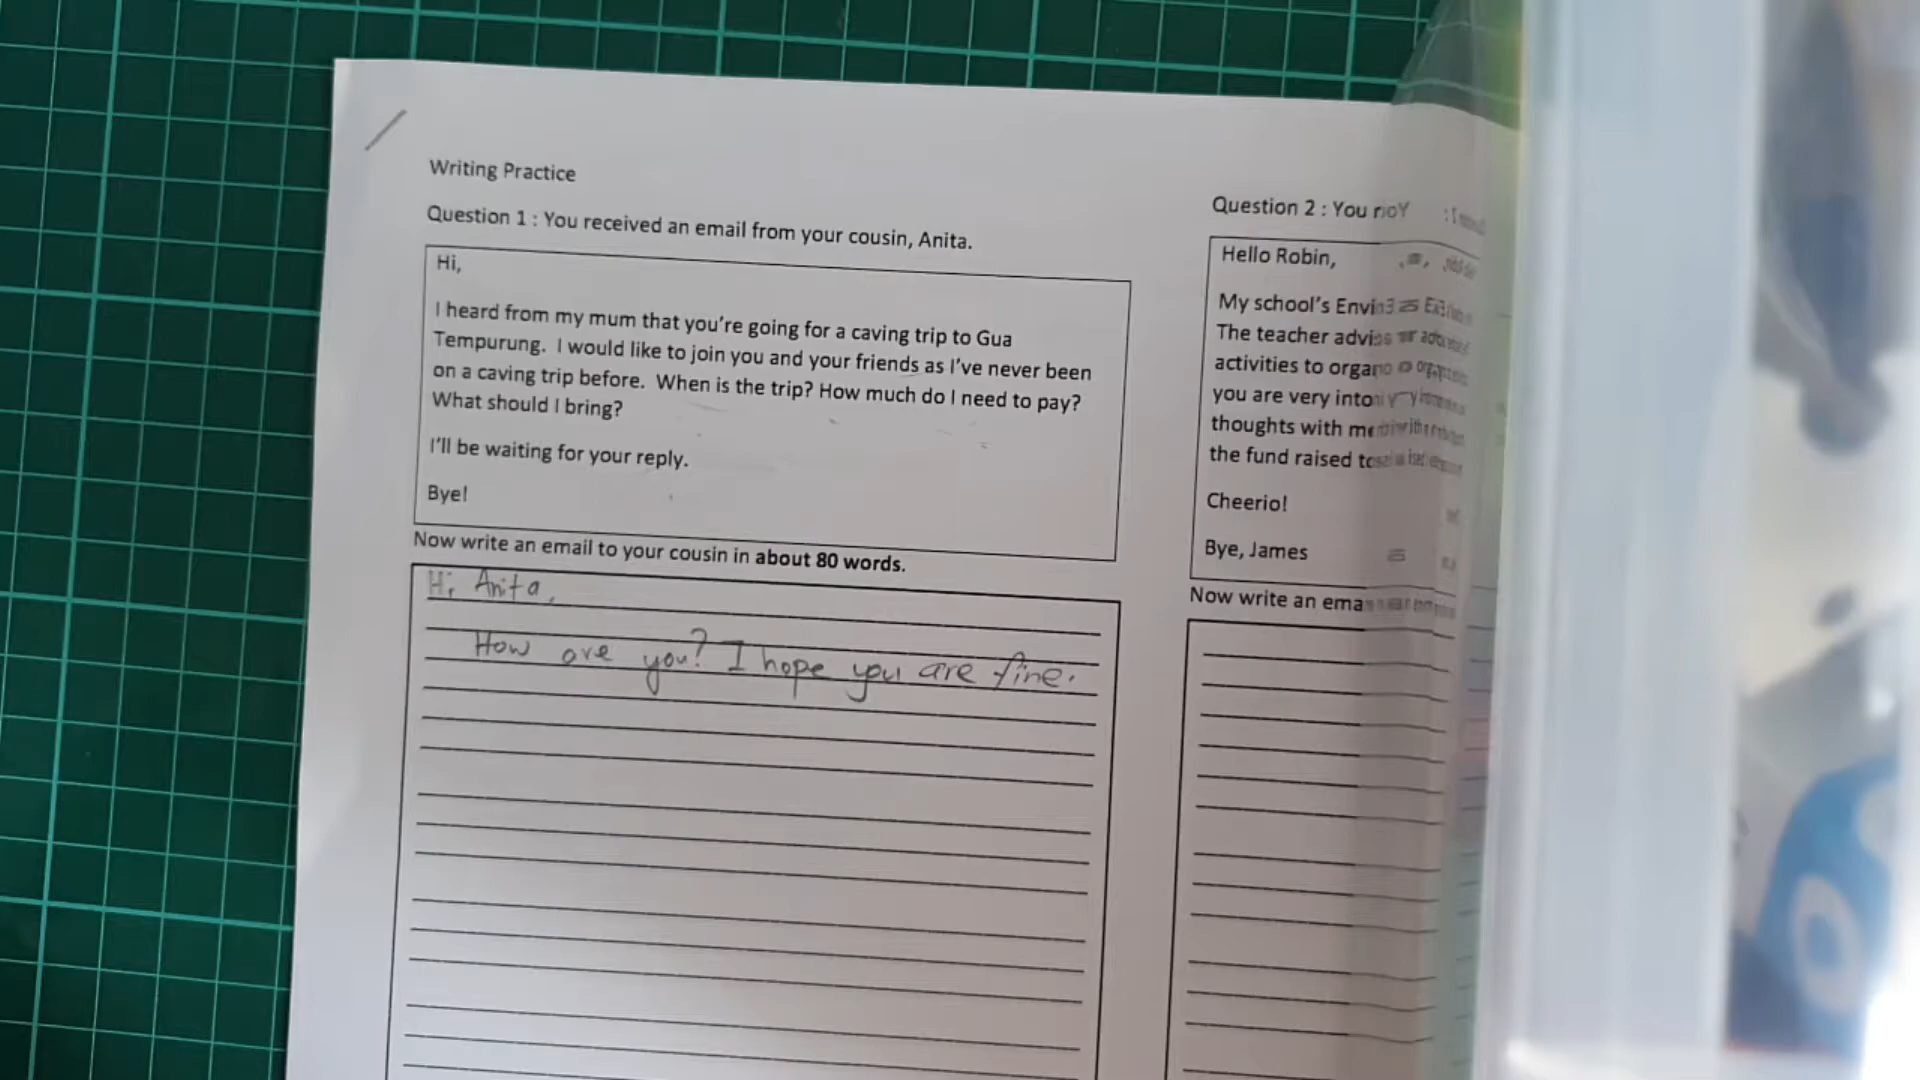 Writing Practice
Question 1 : You received an email from your cousin, Anita.
Hi,
I heard from my mum that you're going for a caving trip to Gua
Tempurung. I would like to join you and your friends as I've never been
on a caving trip before. When is the trip? How much do I need to pay?
What should I bring?
I'll be waiting for your reply.
Bye!
Now write an email to your cousin in about 80 words.
Hi Anita,
How are you? I hope you are fine.
Question 2 : You
Hello Robin,
My school's
The teacher
activities to
you are very
thoughts with
the fund raised
Cheerio!
Bye, James
Now write an